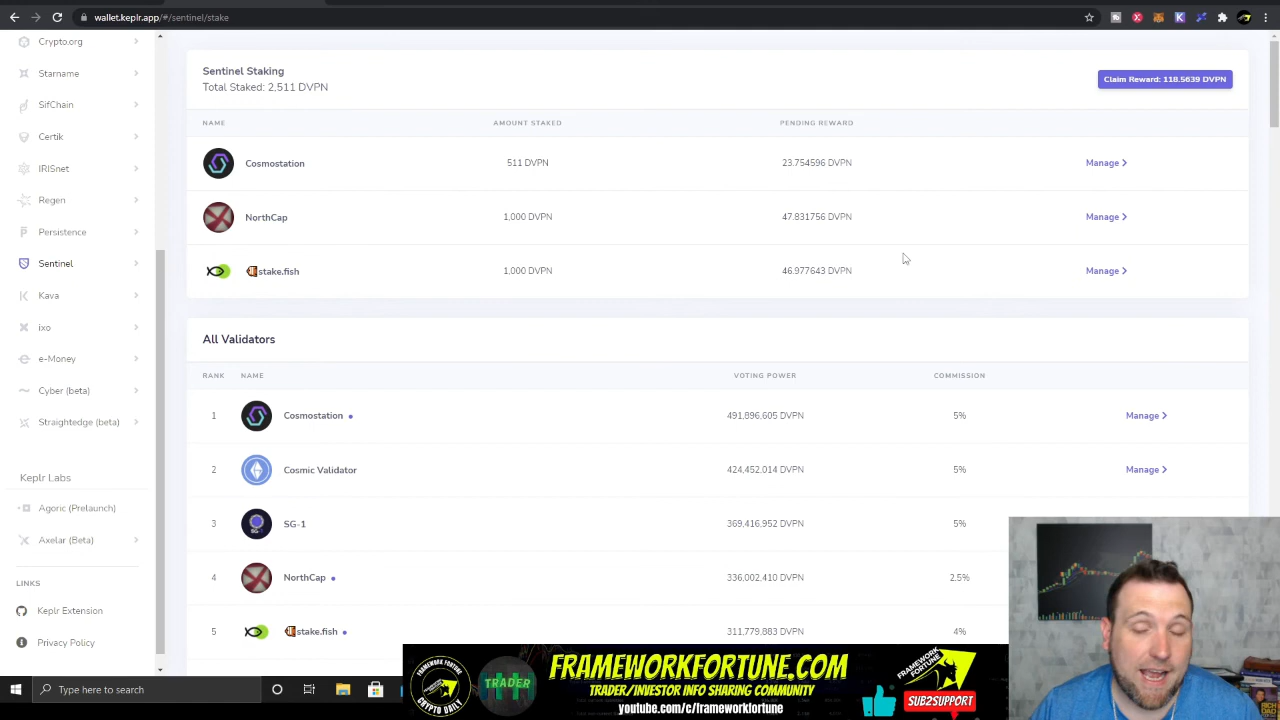 wallet.keplr.app/#/sentinel/stake
Crypto.org
Starname
SifChain
Certik
IRISnet
Regen
Persistence
Sentinel
Kava
ixo
e-Money
Cyber (beta)
Straightedge (beta)
Keplr Labs
Agoric (Prelaunch)
Axelar (Beta)
LINKS
Keplr Extension
Privacy Policy
Sentinel Staking
Total Staked: 2,511 DVPN
Claim Reward: 118.5639 DVPN
NAME AMOUNT STAKED PENDING REWARD
Cosmostation 511 DVPN 23.754596 DVPN Manage
NorthCap 1,000 DVPN 47.831756 DVPN Manage
stake.fish 1,000 DVPN 46.977643 DVPN Manage
All Validators
RANK NAME VOTING POWER COMMISSION
1 Cosmostation 491,896,605 DVPN 5% Manage
2 Cosmic Validator 424,452,014 DVPN 5% Manage
3 SG-1 369,416,952 DVPN 5%
4 NorthCap 336,002,410 DVPN 2.5%
5 stake.fish 311,779,883 DVPN 4%
Type here to search
CRYPTO DAILY
TRADER
FRAMEWORKFORTUNE.COM
TRADER/INVESTOR INFO SHARING COMMUNITY
youtube.com/c/frameworkfortune
FRAMEWORK FORTUNE
SUB2SUPPORT
RICH
DAD